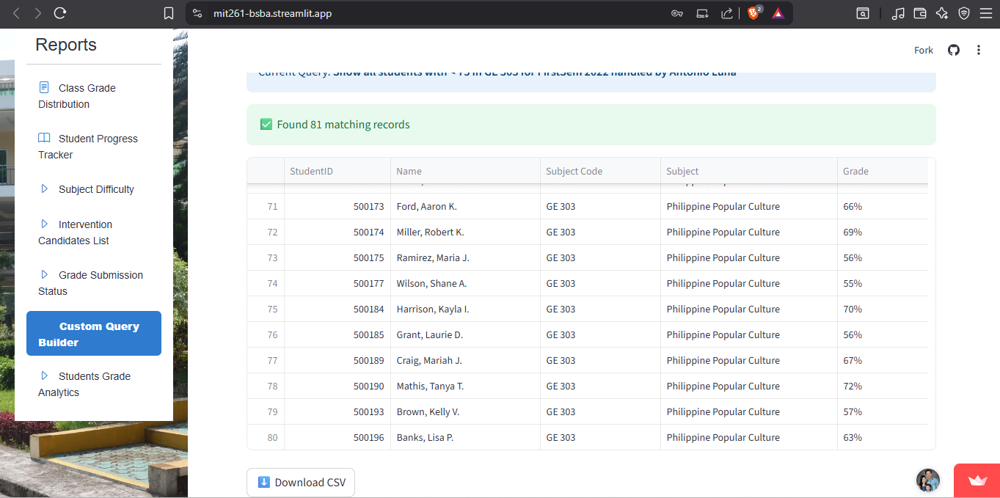 mit261-bsba.streamlit.app
2
Reports
Class Grade
Distribution
Student Progress
Tracker
Subject Difficulty
Intervention
Candidates List
Grade Submission
Status
Custom Query
Builder
Students Grade
Analytics
Fork
Current Query: Show all students with < 75 in GE 303 for FirstSem 2022 handled by Antonio Luna
Found 81 matching records
StudentID Name Subject Code Subject Grade
71 500173 Ford, Aaron K. GE 303 Philippine Popular Culture 66%
72 500174 Miller, Robert K. GE 303 Philippine Popular Culture 69%
73 500175 Ramirez, Maria J. GE 303 Philippine Popular Culture 56%
74 500177 Wilson, Shane A. GE 303 Philippine Popular Culture 55%
75 500184 Harrison, Kayla I. GE 303 Philippine Popular Culture 70%
76 500185 Grant, Laurie D. GE 303 Philippine Popular Culture 56%
77 500189 Craig, Mariah J. GE 303 Philippine Popular Culture 67%
78 500190 Mathis, Tanya T. GE 303 Philippine Popular Culture 72%
79 500193 Brown, Kelly V. GE 303 Philippine Popular Culture 57%
80 500196 Banks, Lisa P. GE 303 Philippine Popular Culture 63%
Download CSV